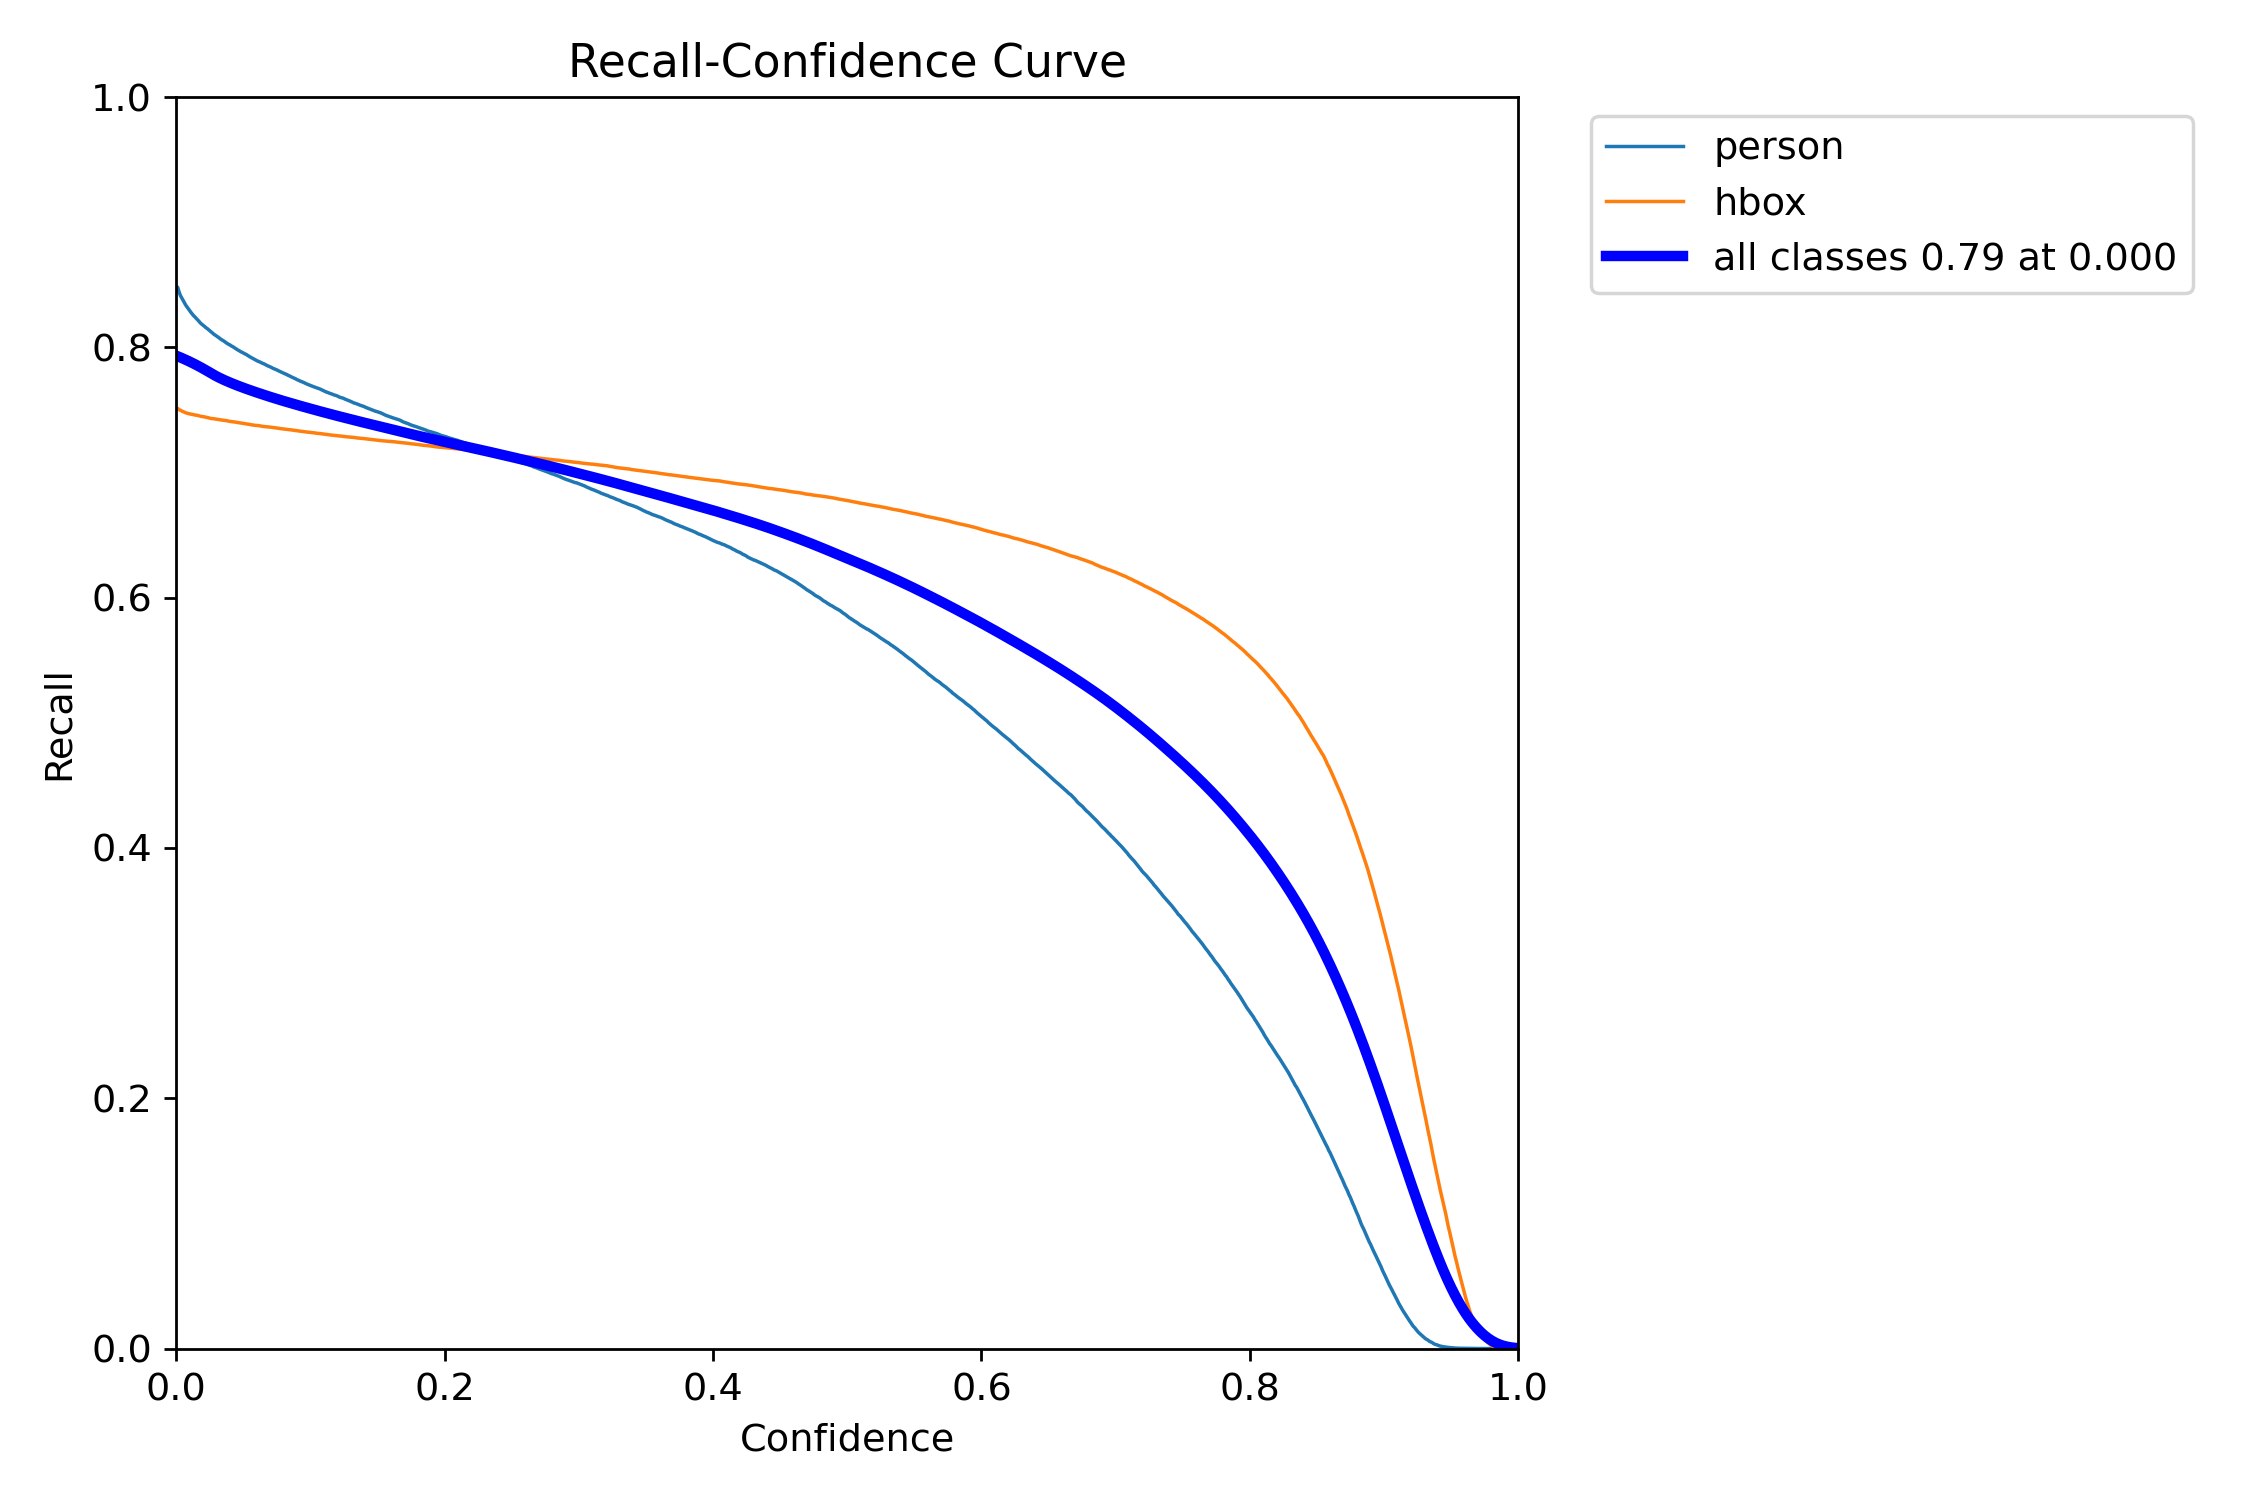 Recall-Confidence Curve
1.0
0.8
0.6
0.4
0.2
0.0
Recall
0.0 0.2 0.4 0.6 0.8 1.0
Confidence
person
hbox
all classes 0.79 at 0.000